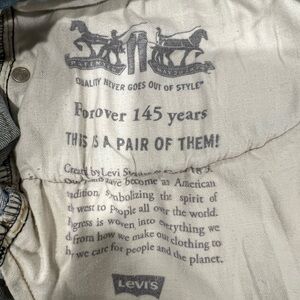 QUALITY NEVER GOES OUT OF STYLE®
For over 145 years
THIS IS A PAIR OF THEM!
Created by Levi
have become as American
tradition, symbolizing the spirit of
west to people all over the world.
is woven into everything we
from how we make our clothing to
we care for people and the planet.
LEVI'S